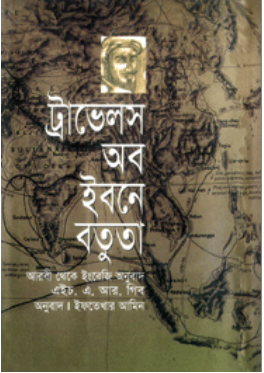 ট্রাভেলস
অব
ইবনে
বতুতা
আরবী থেকে ইংরেজি অনুবাদ
এইচ. এ. আর. গিব
অনুবাদ ॥ ইফতেখার আমিন